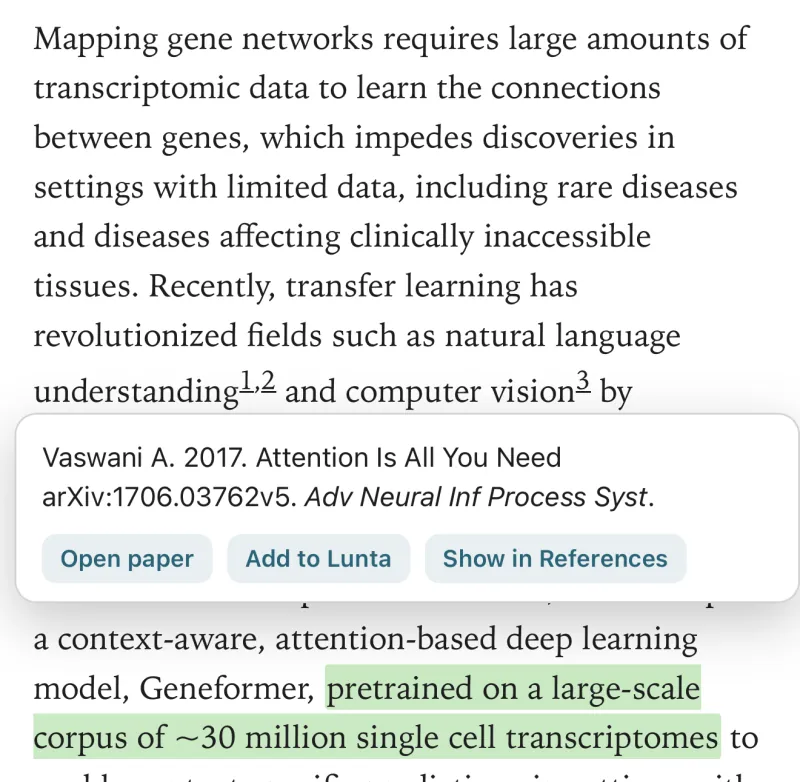 Mapping gene networks requires large amounts of
transcriptomic data to learn the connections
between genes, which impedes discoveries in
settings with limited data, including rare diseases
and diseases affecting clinically inaccessible
tissues. Recently, transfer learning has
revolutionized fields such as natural language
understanding1,2 and computer vision3 by
Vaswani A. 2017. Attention Is All You Need
arXiv:1706.03762v5. Adv Neural Inf Process Syst.
Open paper Add to Lunta Show in References
a context-aware, attention-based deep learning
model, Geneformer, pretrained on a large-scale
corpus of ~30 million single cell transcriptomes to